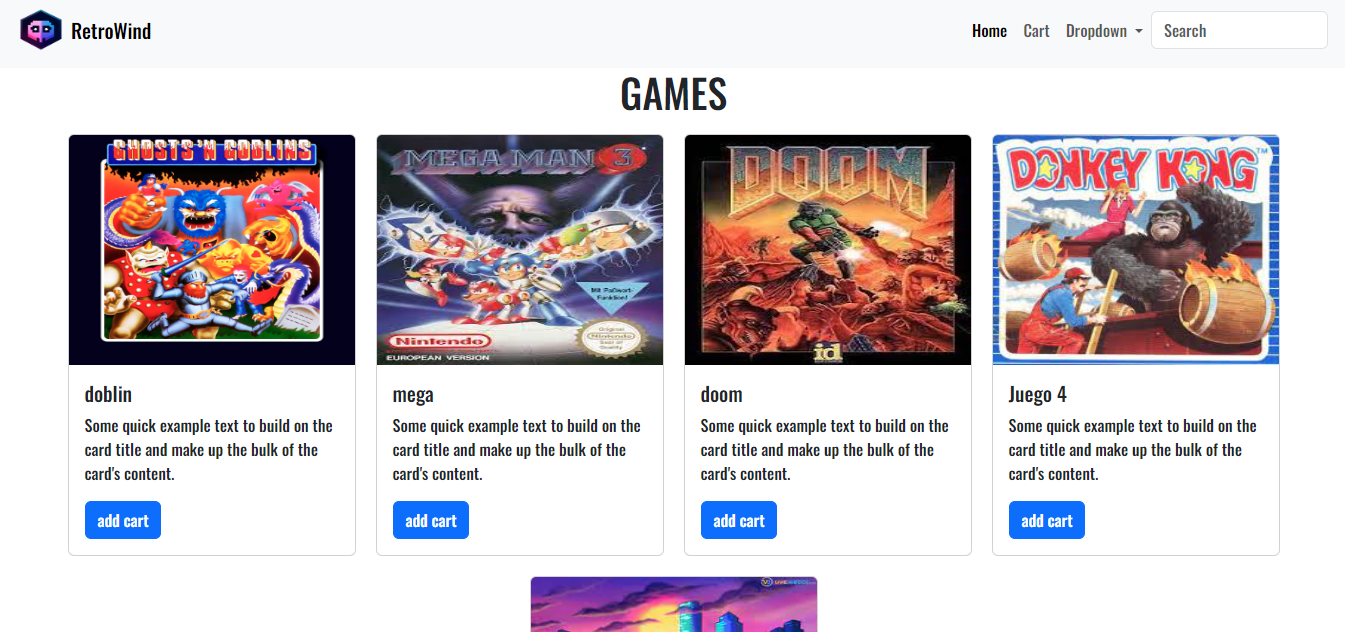 RetroWind
Home Cart Dropdown Search
GAMES
GHOSTS'N GOBLINS
MEGA MAN 3
Mit Paßwort-
Funktion!
Nintendo
Original
Nintendo
Seal of
Quality
EUROPEAN VERSION
DOOM
id
DONKEY KONG
TM
doblin
Some quick example text to build on the
card title and make up the bulk of the
card's content.
add cart
mega
Some quick example text to build on the
card title and make up the bulk of the
card's content.
add cart
doom
Some quick example text to build on the
card title and make up the bulk of the
card's content.
add cart
Juego 4
Some quick example text to build on the
card title and make up the bulk of the
card's content.
add cart